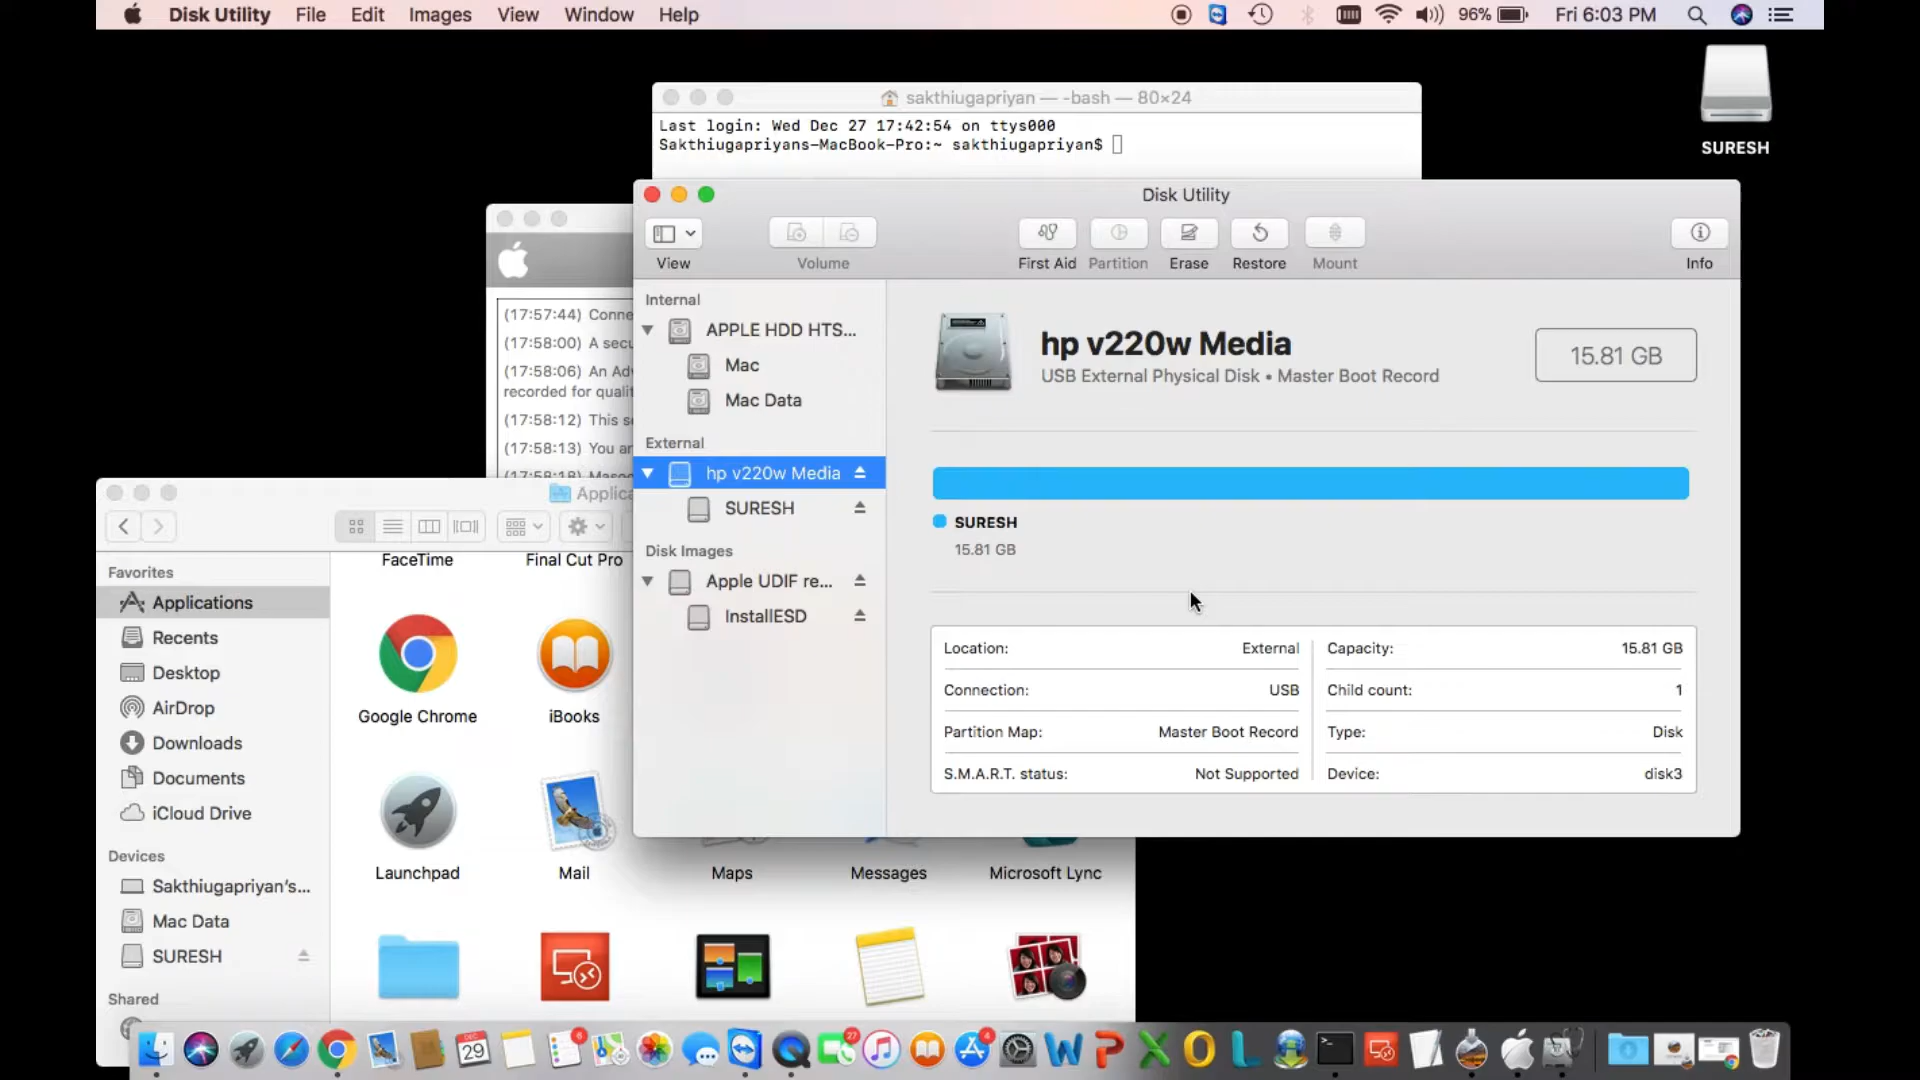 Disk Utility File Edit Images View Window Help
96% Fri 6:03 PM
SURESH
sakthiugapriyan — -bash — 80×24
Last login: Wed Dec 27 17:42:54 on ttys000
Sakthiugapriyans-MacBook-Pro:~ sakthiugapriyan$
Disk Utility
View Volume First Aid Partition Erase Restore Mount Info
(17:57:44) Conne
(17:58:00) A secu
(17:58:06) An Ad
recorded for qualit
(17:58:12) This s
(17:58:13) You ar
Internal
APPLE HDD HTS...
Mac
Mac Data
External
hp v220w Media
SURESH
Disk Images
Apple UDIF re...
InstallESD
hp v220w Media
USB External Physical Disk • Master Boot Record
15.81 GB
SURESH
15.81 GB
Location: External
Connection: USB
Partition Map: Master Boot Record
S.M.A.R.T. status: Not Supported
Capacity: 15.81 GB
Child count: 1
Type: Disk
Device: disk3
Applic
Favorites
Applications
Recents
Desktop
AirDrop
Downloads
Documents
iCloud Drive
Devices
Sakthiugapriyan's...
Mac Data
SURESH
Shared
FaceTime Final Cut Pro
Google Chrome iBooks
Launchpad Mail Maps Messages Microsoft Lync
DEC
29
6
27
4